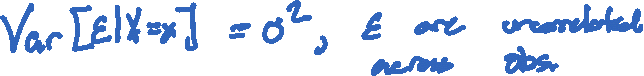 Var[ε|X=x] = σ², ε are uncorrelated
across obs.